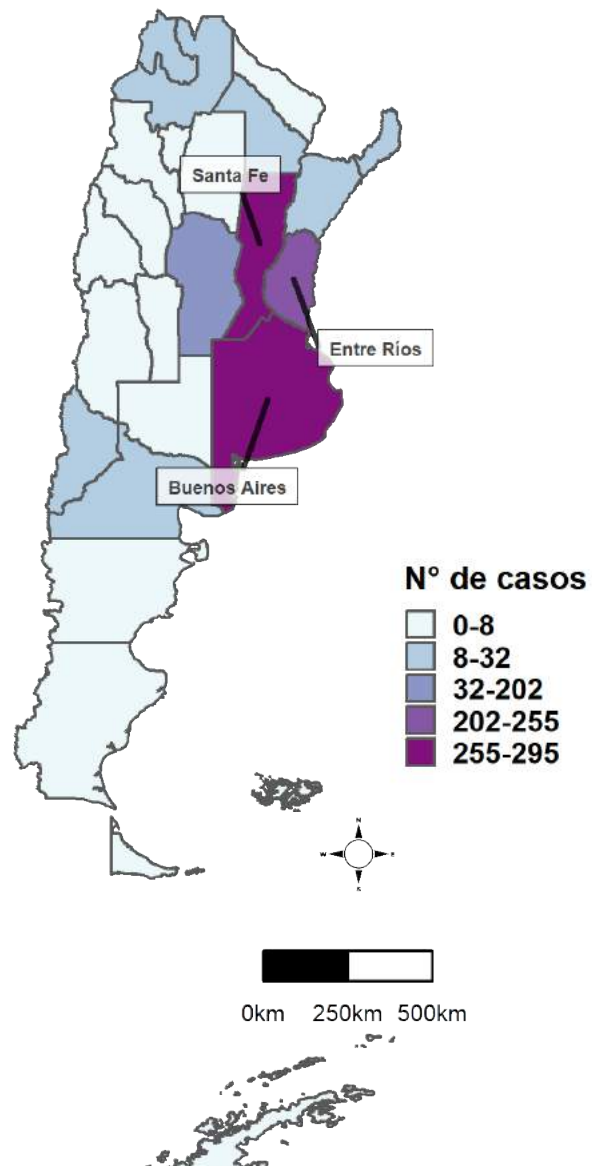 Santa Fe
Entre Ríos
Buenos Aires
N° de casos
0-8
8-32
32-202
202-255
255-295
N
W E
S
0km 250km 500km